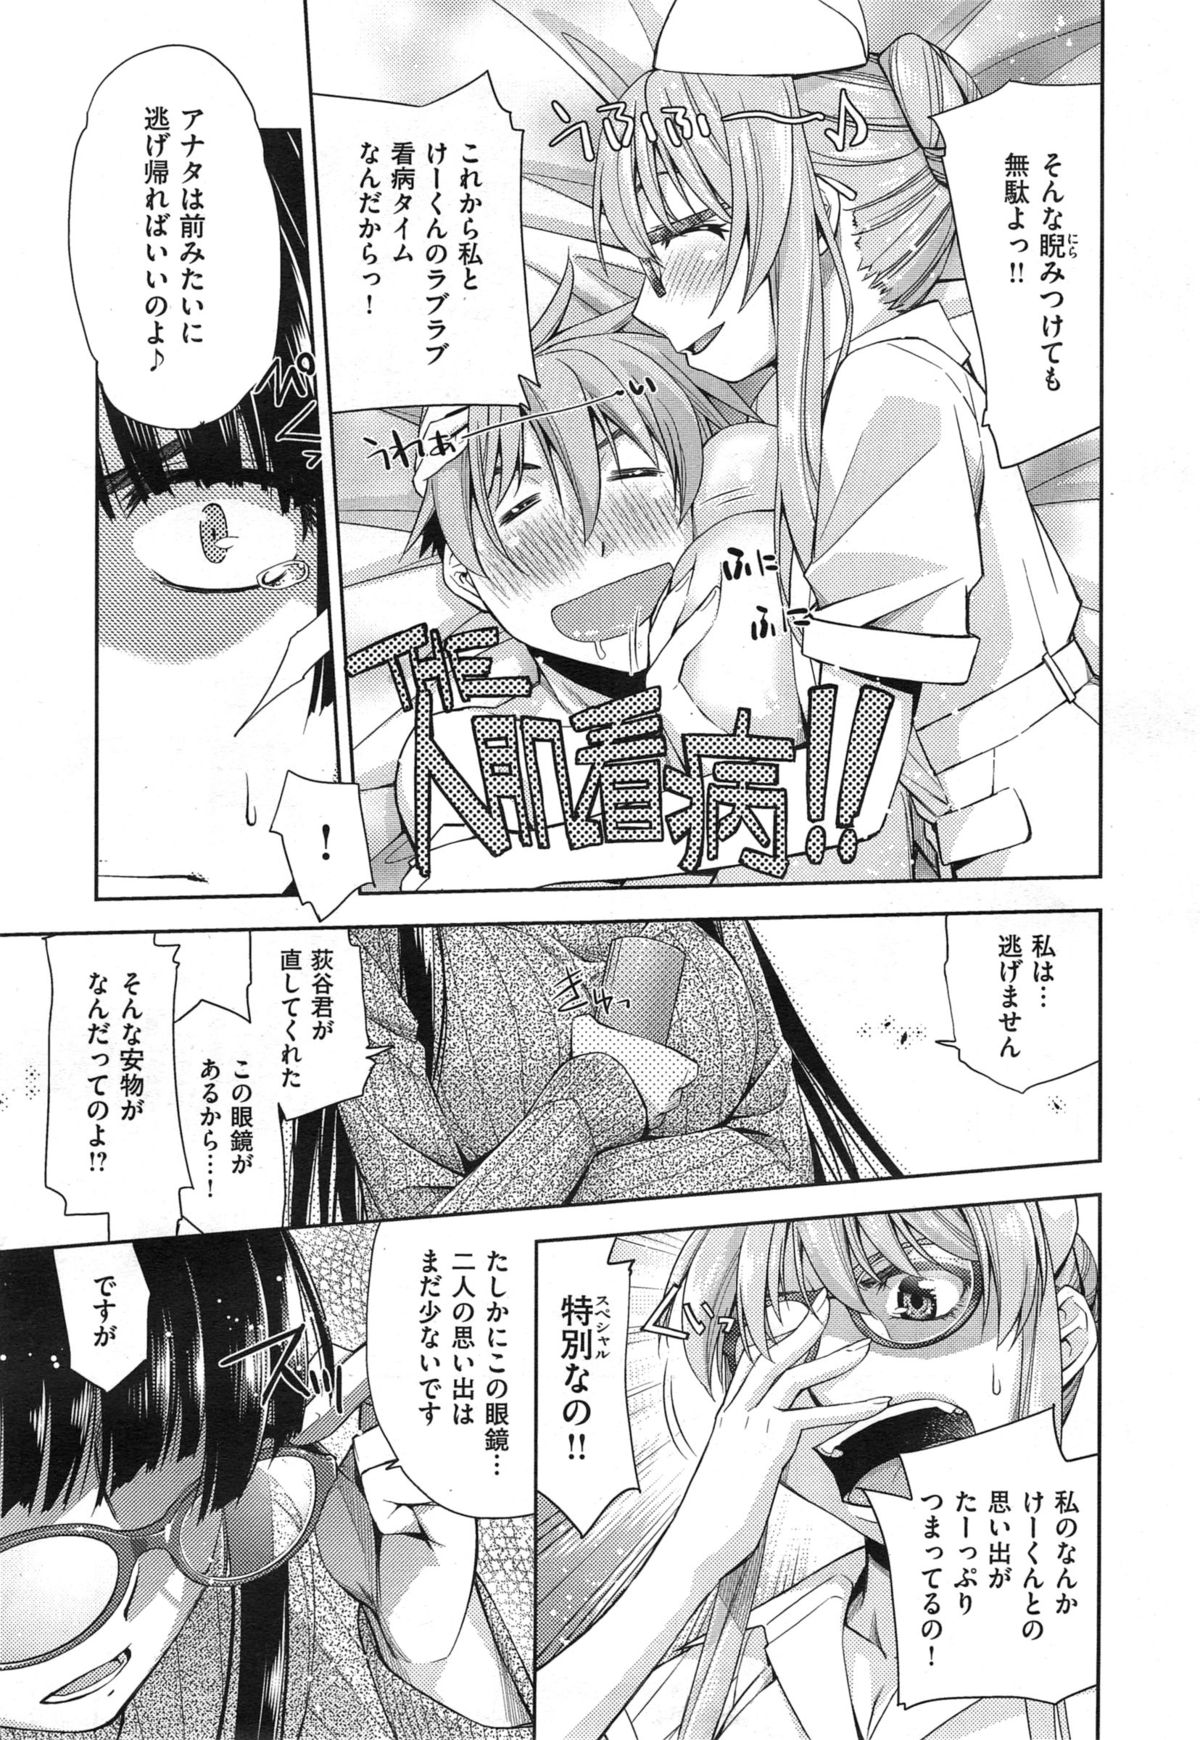 そんな睨みつけても
にら
無駄よっ!!
うふふふー♪
これから私と
けーくんのラブラブ
看病タイム
なんだからっ!
うわぁー…い
ふに
ふに
THE
人肌看病!!
アナタは前みたいに
逃げ帰ればいいのよ♪
!
私は…
逃げません
ぎゅっ
荻谷君が
直してくれた
この眼鏡が
あるから…!
そんな安物が
なんだってのよ!?
私のなんか
けーくんとの
思い出が
たーっぷり
つまってるの!
特別なの!!
スペシャル
たしかにこの眼鏡…
二人の思い出は
まだ少ないです
ですが